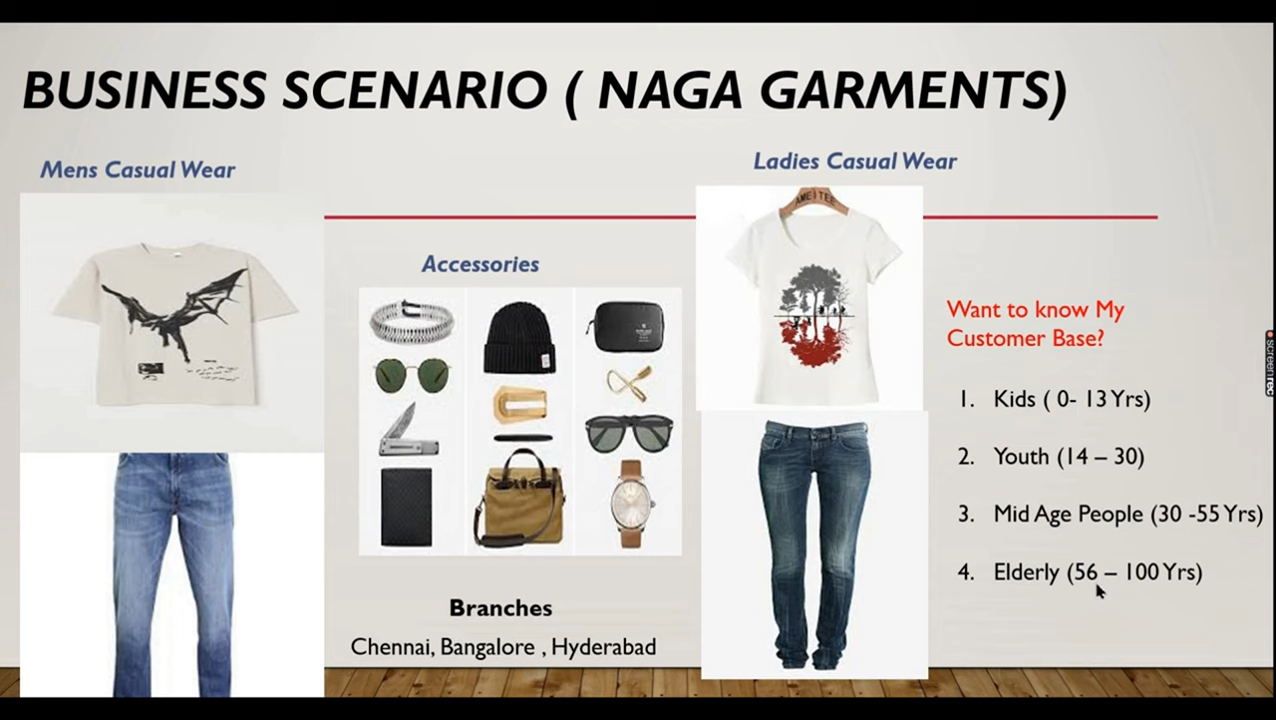 BUSINESS SCENARIO ( NAGA GARMENTS)
Mens Casual Wear
Ladies Casual Wear
AMEITEE
Accessories
Want to know My
Customer Base?
1. Kids ( 0- 13 Yrs)
2. Youth (14 – 30)
3. Mid Age People (30 -55 Yrs)
4. Elderly (56 – 100 Yrs)
Branches
Chennai, Bangalore , Hyderabad
screenrec